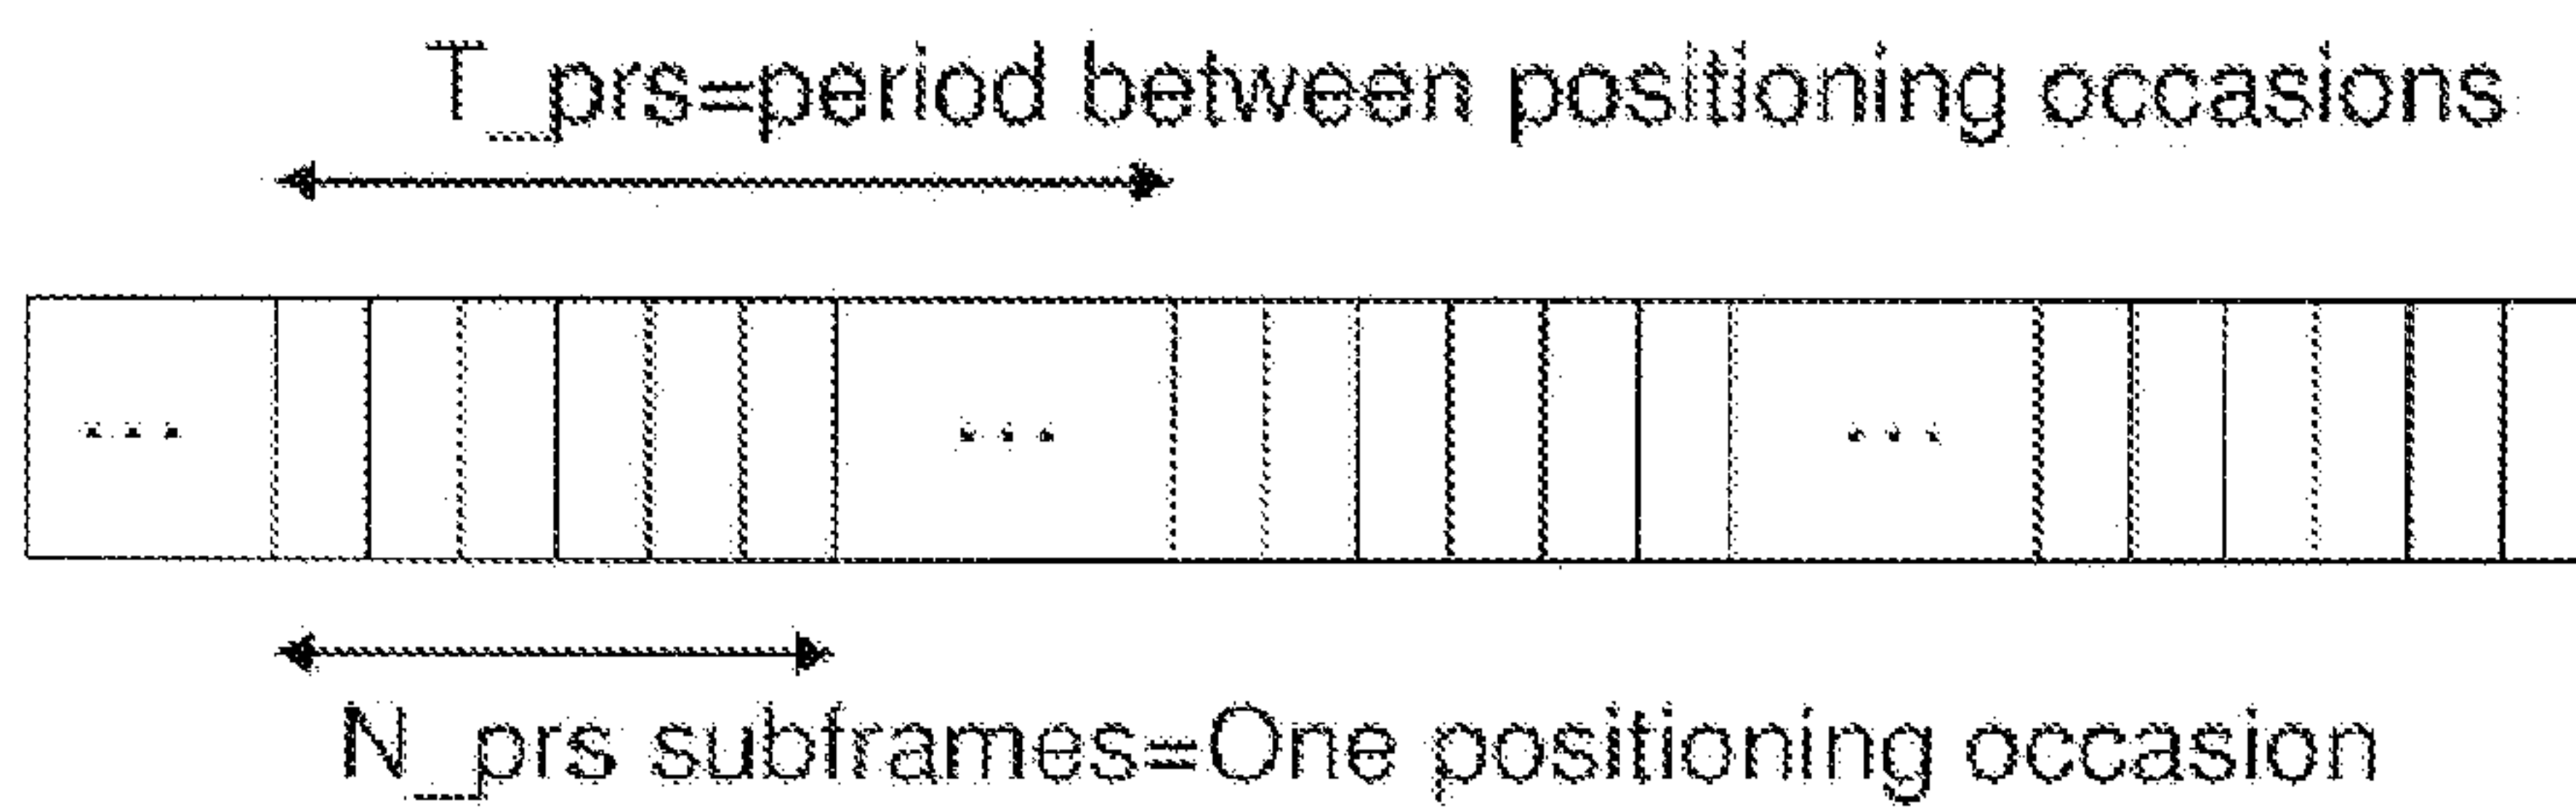 T_prs=period between positioning occasions
... ... ...
N_prs subframes=One positioning occasion